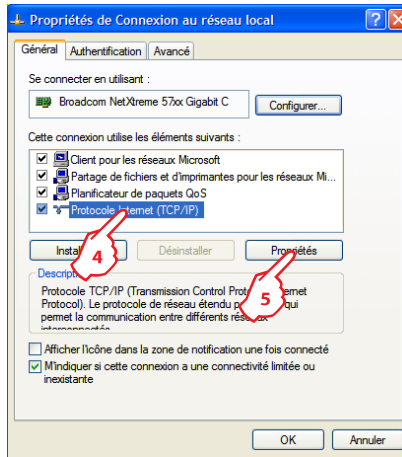 Propriétés de Connexion au réseau local
Général
Authentification
Avancé
Se connecter en utilisant :
Broadcom NetXtreme 57xx Gigabit C
Configurer...
Cette connexion utilise les éléments suivants :
Client pour les réseaux Microsoft
Partage de fichiers et d'imprimantes pour les réseaux Mi...
Planificateur de paquets QoS
Protocole Internet (TCP/IP)
4
Désinstaller
Propriétés
5
Protocole TCP/IP (Transmission Control
Protocol). Le protocole de réseau étendu qui
permet la communication entre différents
interconnectés
Afficher l'icône dans la zone de notification une fois connecté
M'indiquer si cette connexion a une connectivité limitée ou
inexistante
OK
Annuler